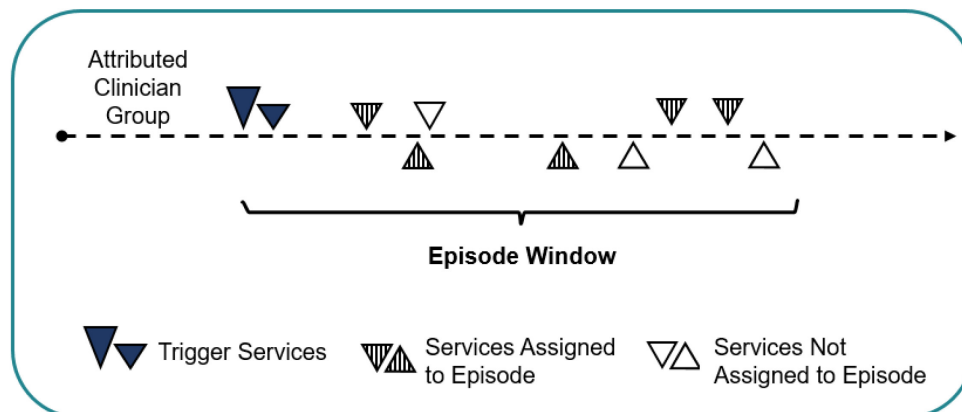 Attributed
Clinician
Group
Episode Window
Trigger Services
Services Assigned
to Episode
Services Not
Assigned to Episode